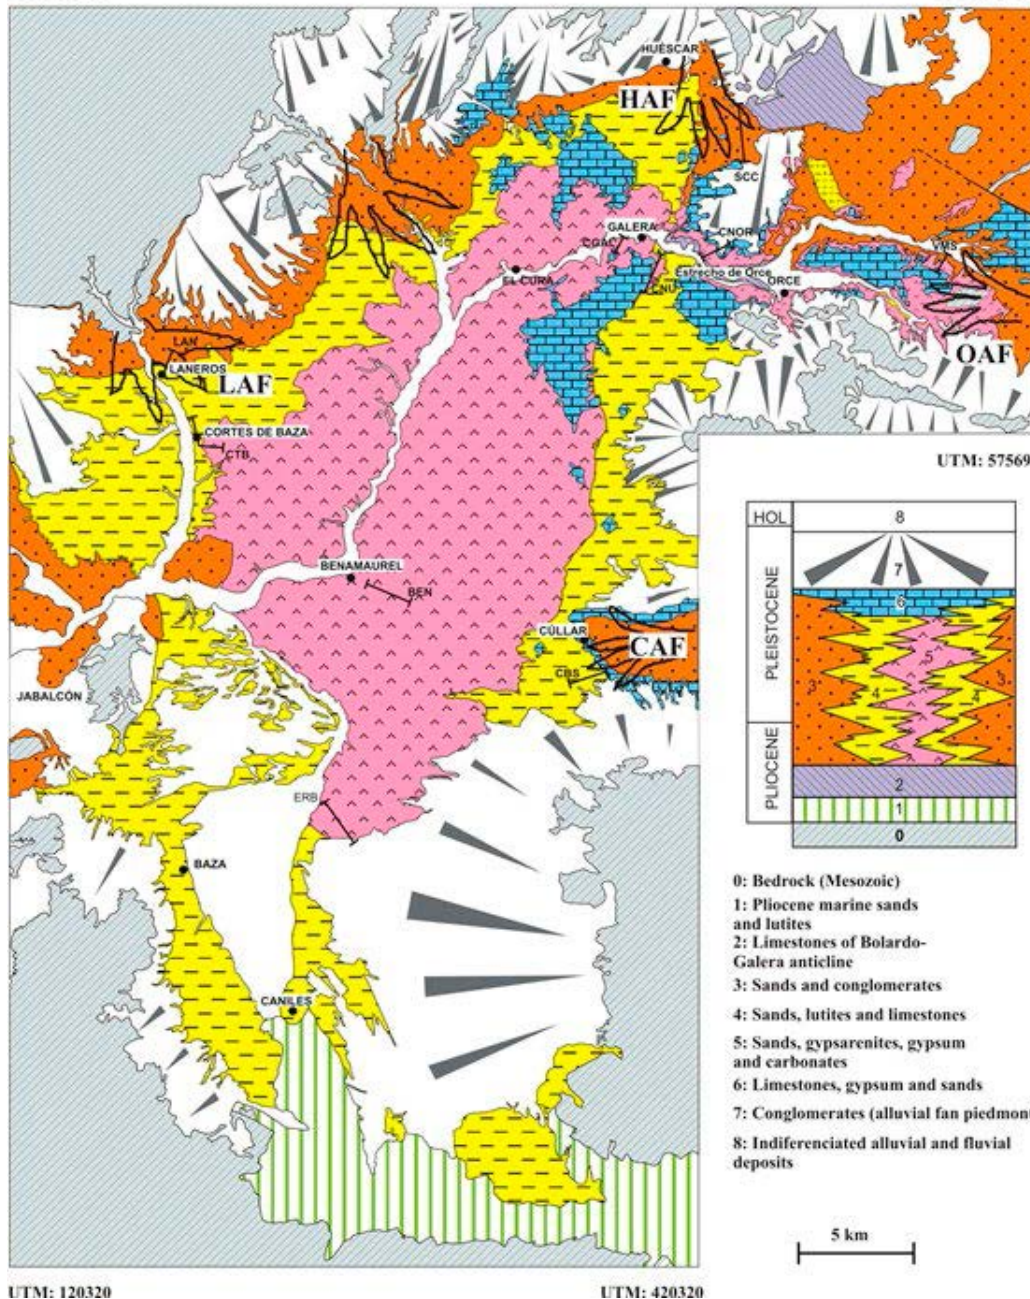 HUÉSCAR
HAF
SCC
GALERA
CGAC
CNOR
VMS
EL CURA
Estrecho de Orce
CNU
ORCE
OAF
LAN
LANEROS
LAF
CORTES DE BAZA
CTB
UTM: 57569
BENAMAUREL
BEN
CÚLLAR
CAF
CBS
JABALCÓN
ERB
BAZA
CANILES
HOL
PLEISTOCENE
PLIOCENE
8
7
6
5
3
4
4
3
2
1
0
0: Bedrock (Mesozoic)
1: Pliocene marine sands
and lutites
2: Limestones of Bolardo-
Galera anticline
3: Sands and conglomerates
4: Sands, lutites and limestones
5: Sands, gypsarenites, gypsum
and carbonates
6: Limestones, gypsum and sands
7: Conglomerates (alluvial fan piedmon
8: Indiferenciated alluvial and fluvial
deposits
5 km
UTM: 120320
UTM: 420320